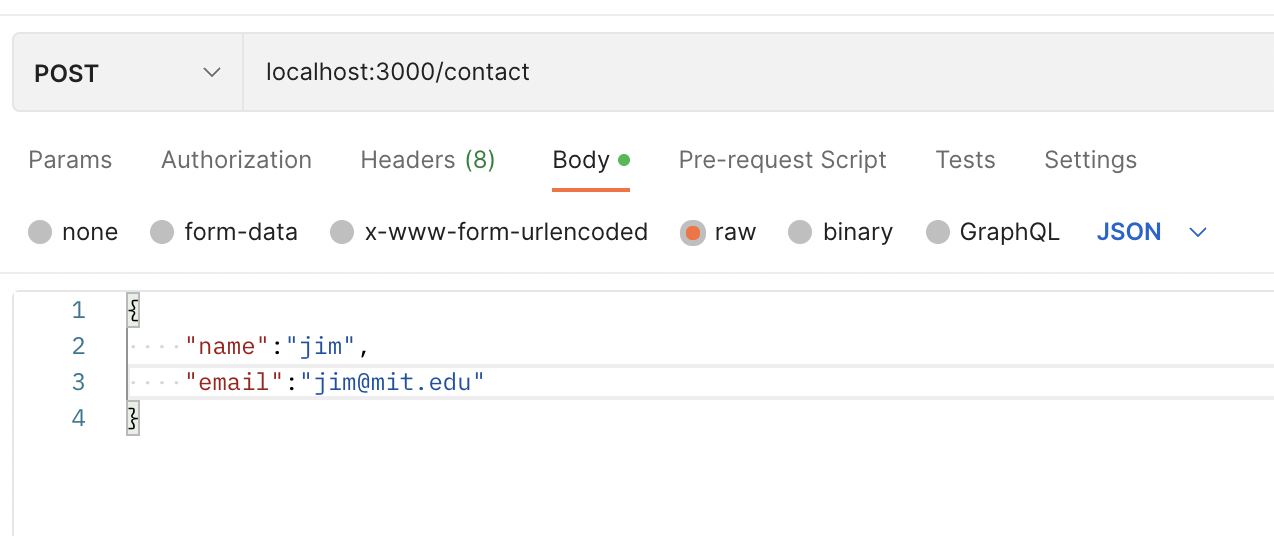 POST localhost:3000/contact
Params Authorization Headers (8) Body Pre-request Script Tests Settings
none form-data x-www-form-urlencoded raw binary GraphQL JSON
1 {
2 ····"name":"jim",
3 ····"email":"jim@mit.edu"
4 }